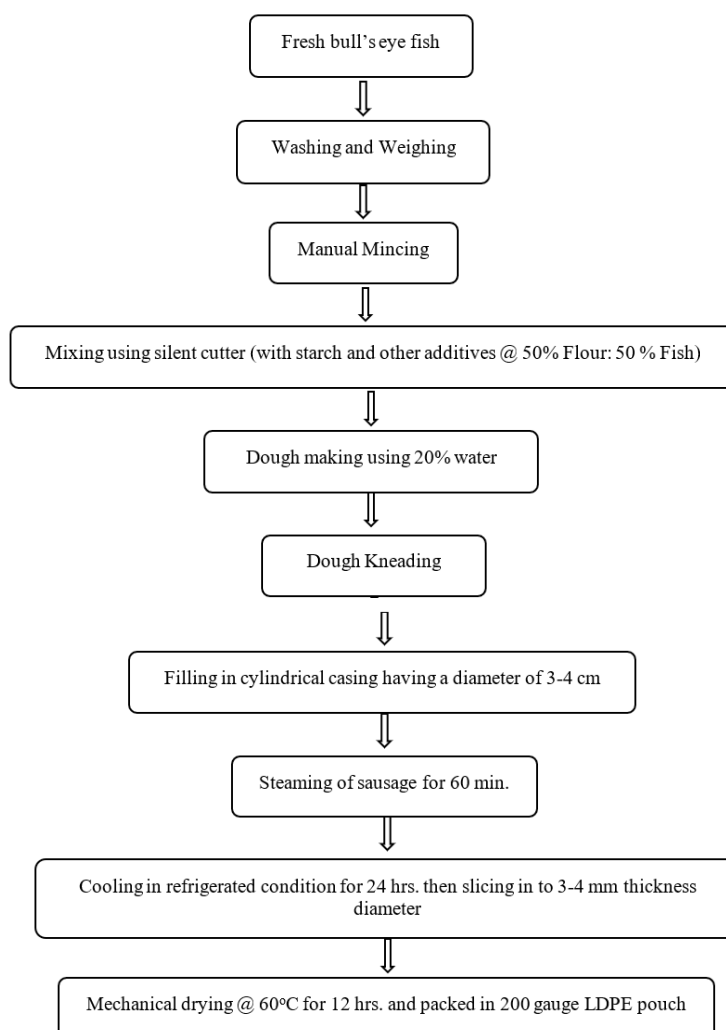 Fresh bull’s eye fish
Washing and Weighing
Manual Mincing
Mixing using silent cutter (with starch and other additives @ 50% Flour: 50 % Fish)
Dough making using 20% water
Dough Kneading
Filling in cylindrical casing having a diameter of 3-4 cm
Steaming of sausage for 60 min.
Cooling in refrigerated condition for 24 hrs. then slicing in to 3-4 mm thickness
diameter
Mechanical drying @ 60°C for 12 hrs. and packed in 200 gauge LDPE pouch